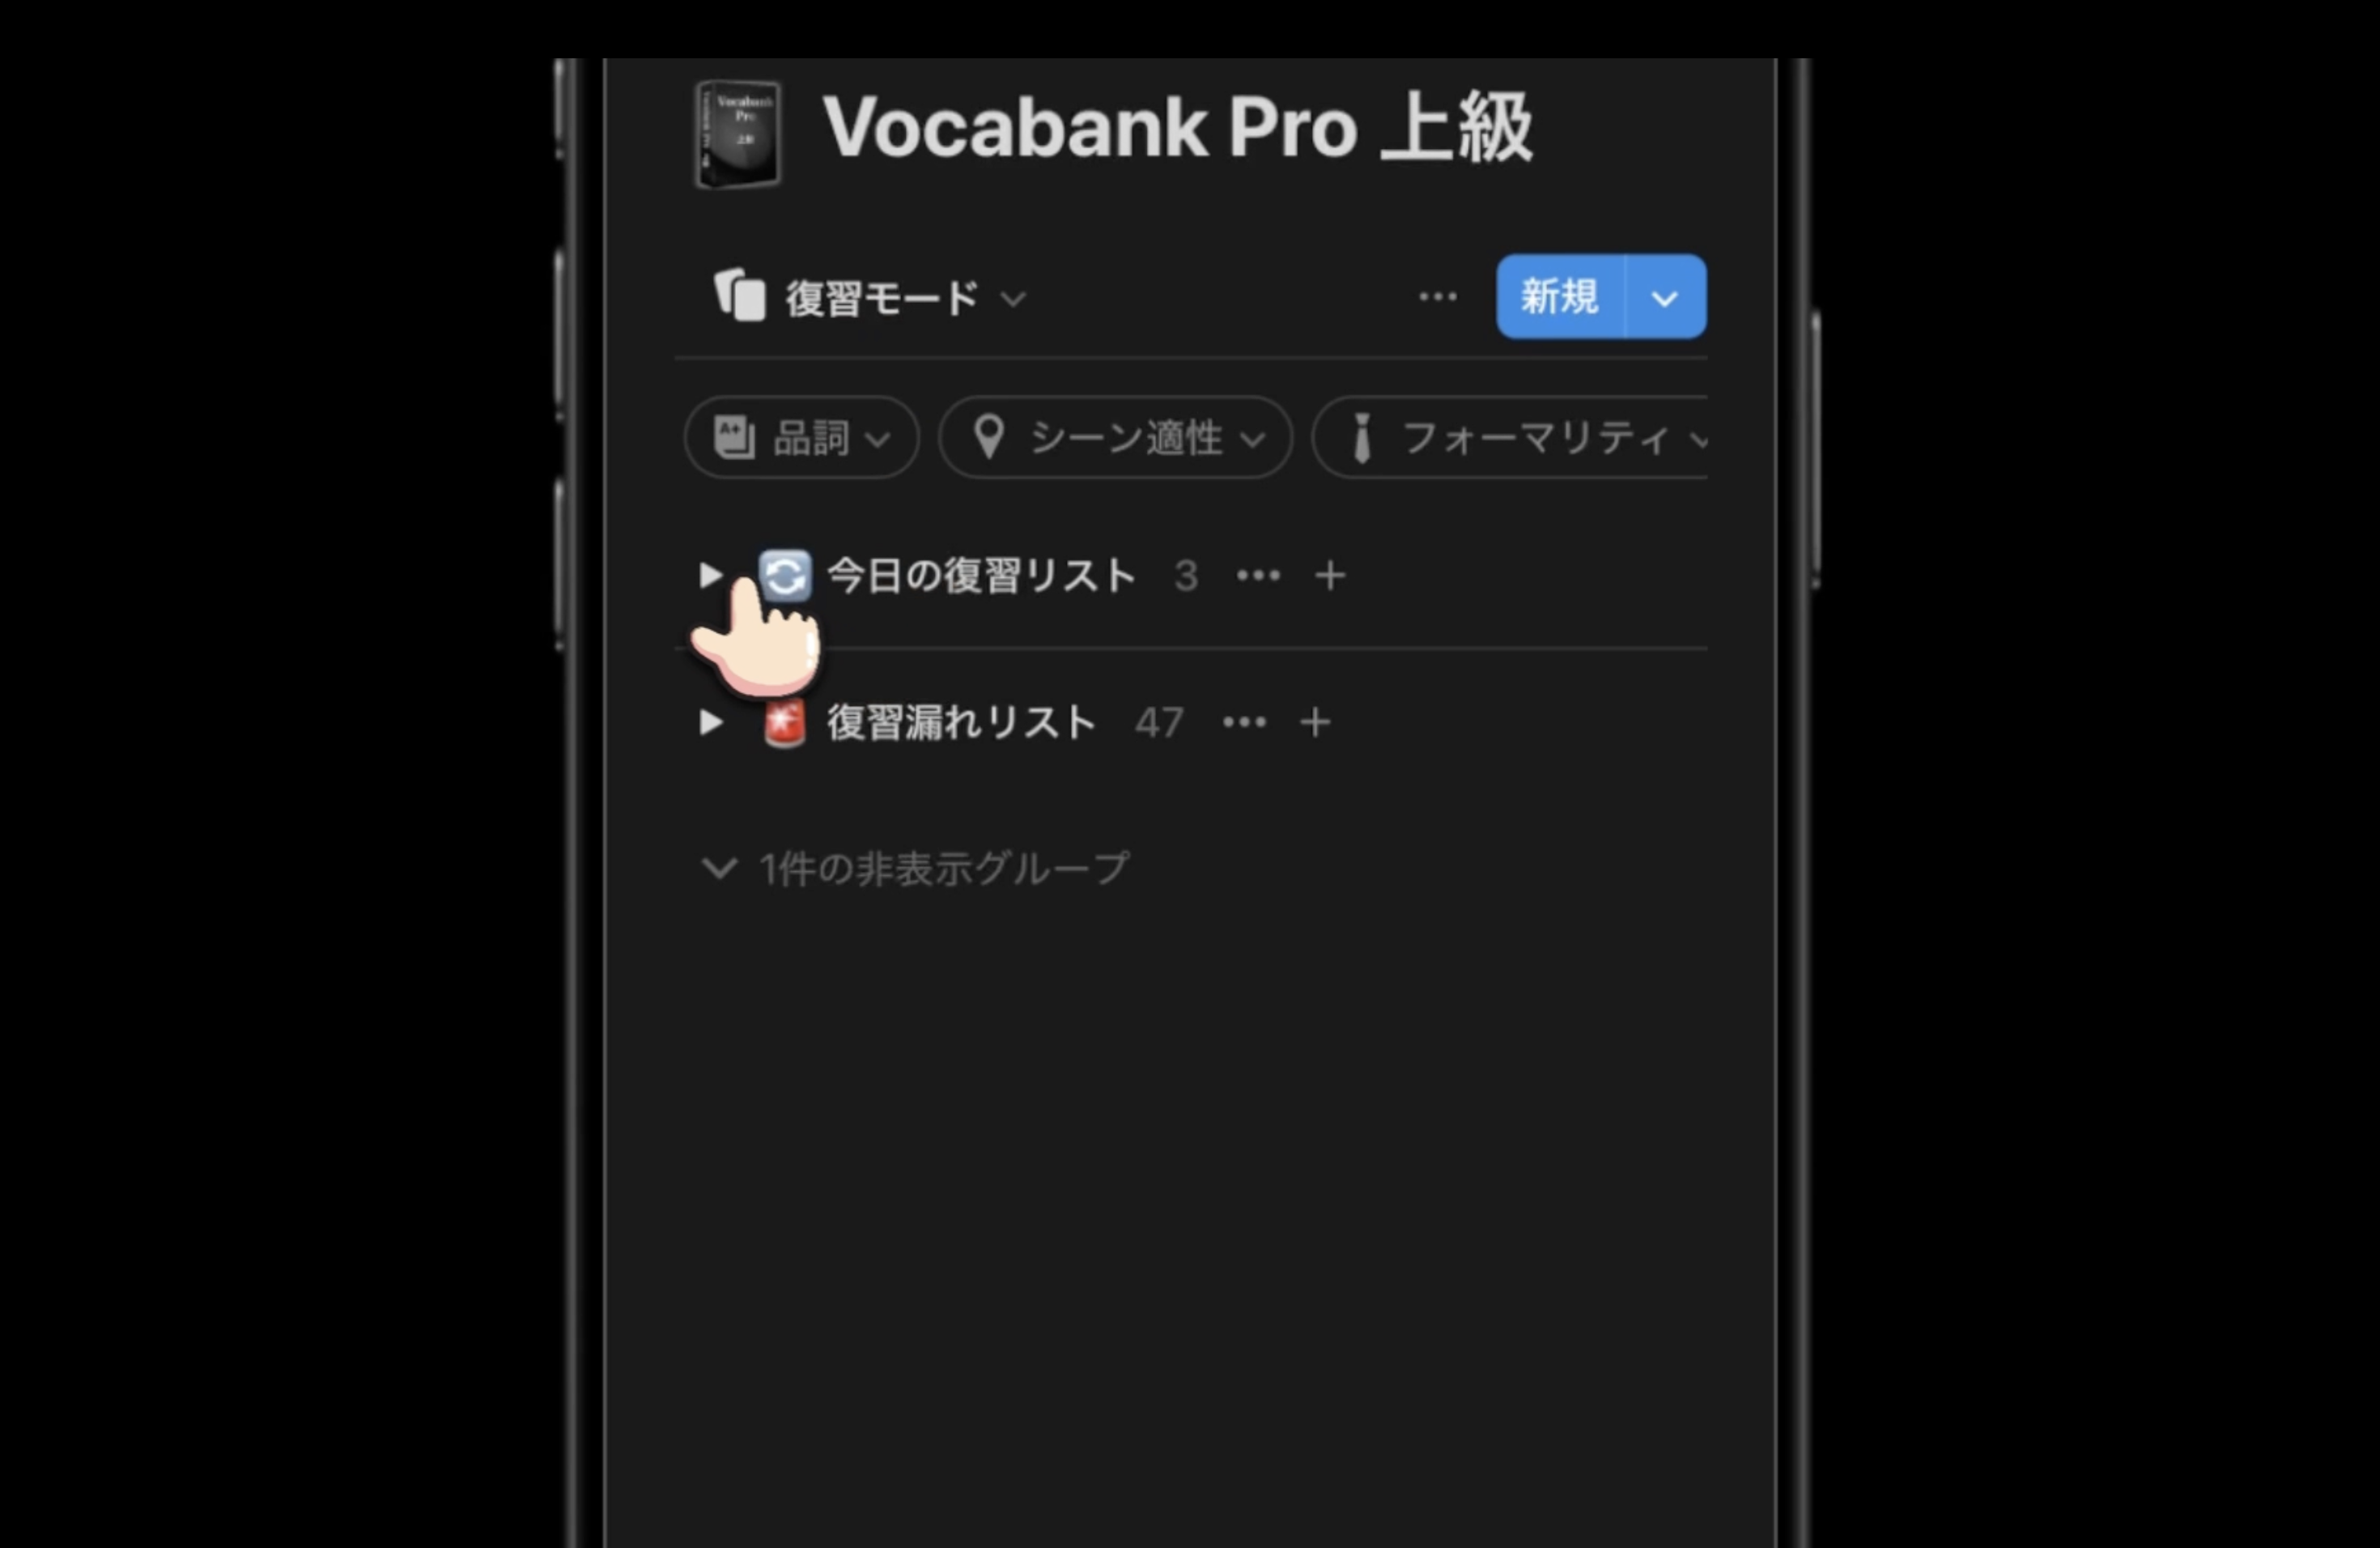 Vocabank Pro 上級
復習モード
新規
品詞 シーン適性 フォーマリティ
今日の復習リスト 3
復習漏れリスト 47
1件の非表示グループ